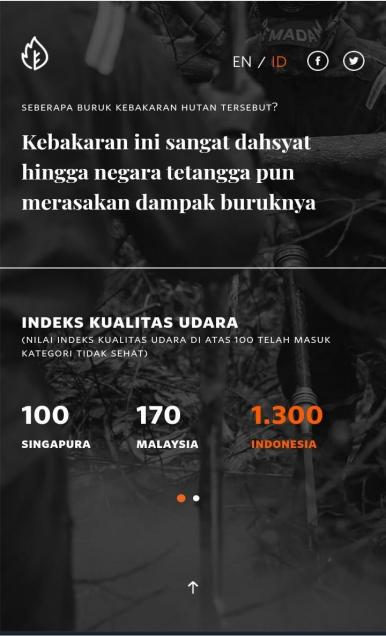 MADA
EN / ID
SEBERAPA BURUK KEBAKARAN HUTAN TERSEBUT?
Kebakaran ini sangat dahsyat
hingga negara tetangga pun
merasakan dampak buruknya
INDEKS KUALITAS UDARA
(NILAI INDEKS KUALITAS UDARA DI ATAS 100 TELAH MASUK
KATEGORI TIDAK SEHAT)
100 170 1.300
SINGAPURA MALAYSIA INDONESIA